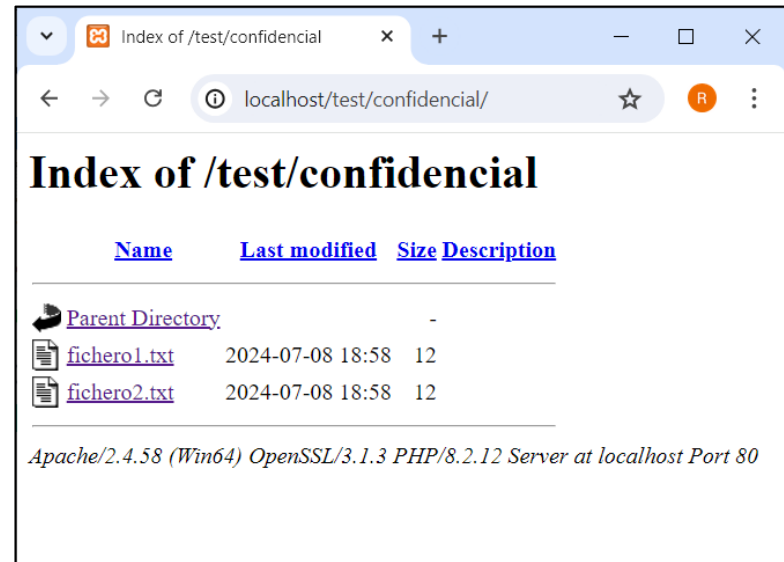 Index of /test/confidencial
localhost/test/confidencial/
R
Index of /test/confidencial
Name Last modified Size Description
Parent Directory -
fichero1.txt 2024-07-08 18:58 12
fichero2.txt 2024-07-08 18:58 12
Apache/2.4.58 (Win64) OpenSSL/3.1.3 PHP/8.2.12 Server at localhost Port 80